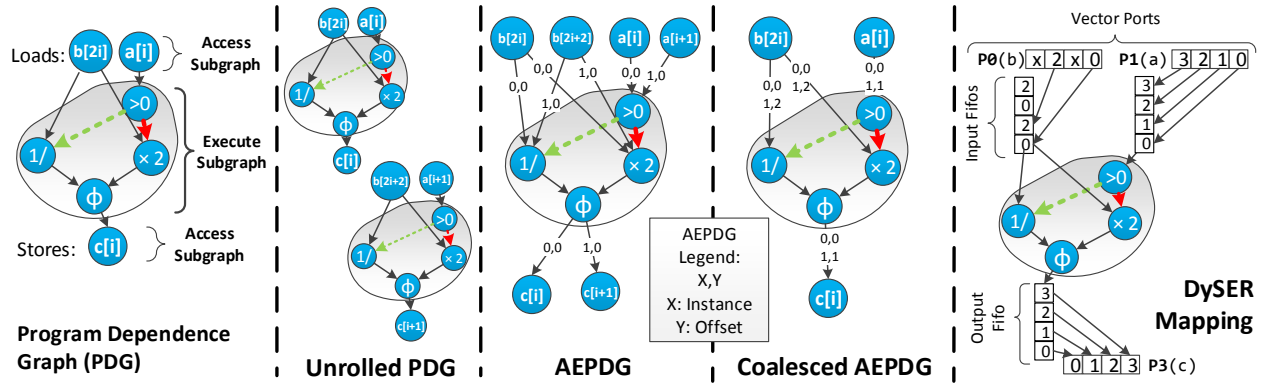 Loads:
b[2i]
a[i]
Access
Subgraph
>0
1/
× 2
ϕ
Execute
Subgraph
Stores:
c[i]
Access
Subgraph
Program Dependence
Graph (PDG)
b[2i]
a[i]
>0
1/
× 2
ϕ
c[i]
b[2i+2]
a[i+1]
>0
1/
× 2
ϕ
c[i+1]
Unrolled PDG
b[2i]
b[2i+2]
a[i]
a[i+1]
0,0
1,0
0,0
1,0
0,0
1,0
>0
1/
× 2
ϕ
0,0
1,0
c[i]
c[i+1]
AEPDG
AEPDG
Legend:
X,Y
X: Instance
Y: Offset
b[2i]
a[i]
0,0
1,2
0,0
1,2
0,0
1,1
>0
1/
× 2
ϕ
0,0
1,1
c[i]
Coalesced AEPDG
Vector Ports
P0(b) x 2 x 0
P1(a) 3 2 1 0
Input Fifos
2
0
2
0
3
2
1
0
>0
1/
× 2
ϕ
Output
Fifo
3
2
1
0
0 1 2 3 P3(c)
DySER
Mapping